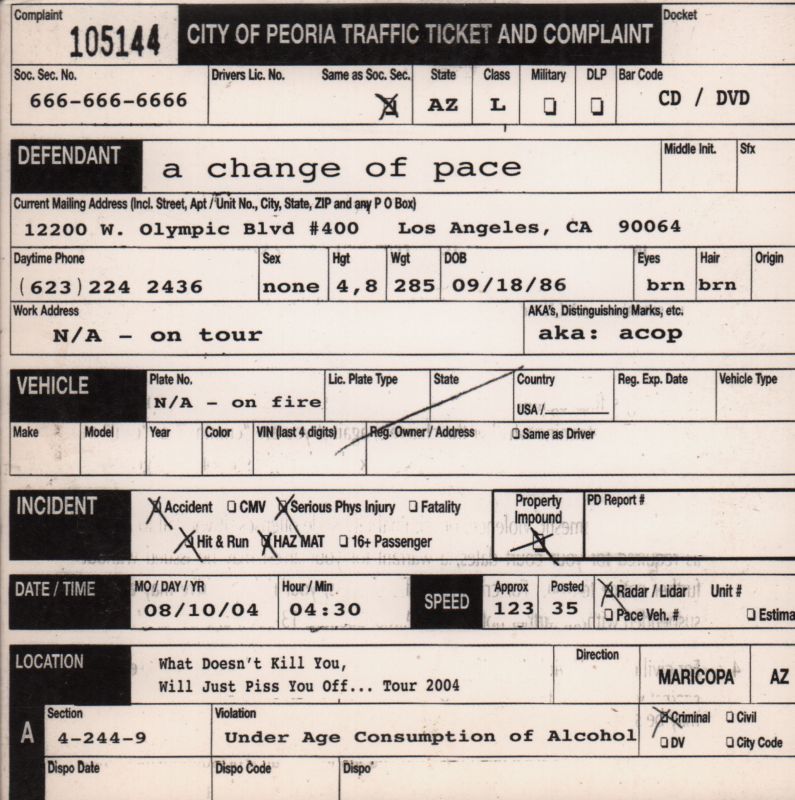 Complaint
105144
CITY OF PEORIA TRAFFIC TICKET AND COMPLAINT
Docket
Soc. Sec. No. Drivers Lic. No. Same as Soc. Sec. State Class Military DLP Bar Code
666-666-6666 AZ L CD / DVD
DEFENDANT a change of pace Middle Init. Sfx
Current Mailing Address (Incl. Street, Apt / Unit No., City, State, ZIP and any P O Box)
12200 W. Olympic Blvd #400 Los Angeles, CA 90064
Daytime Phone Sex Hgt Wgt DOB Eyes Hair Origin
(623)224 2436 none 4,8 285 09/18/86 brn brn
Work Address AKA's, Distinguishing Marks, etc.
N/A - on tour aka: acop
VEHICLE Plate No. Lic. Plate Type State Country Reg. Exp. Date Vehicle Type
N/A - on fire USA /
Make Model Year Color VIN (last 4 digits) Reg. Owner / Address Same as Driver
INCIDENT Accident CMV Serious Phys Injury Fatality Property Impound PD Report #
Hit & Run HAZ MAT 16+ Passenger
DATE / TIME MO / DAY / YR Hour / Min SPEED Approx Posted Radar / Lidar Unit #
08/10/04 04:30 123 35 Pace Veh. # Estima
LOCATION What Doesn't Kill You, Direction
Will Just Piss You Off... Tour 2004 MARICOPA AZ
A Section Violation Criminal Civil
4-244-9 Under Age Consumption of Alcohol DV City Code
Dispo Date Dispo Code Dispo